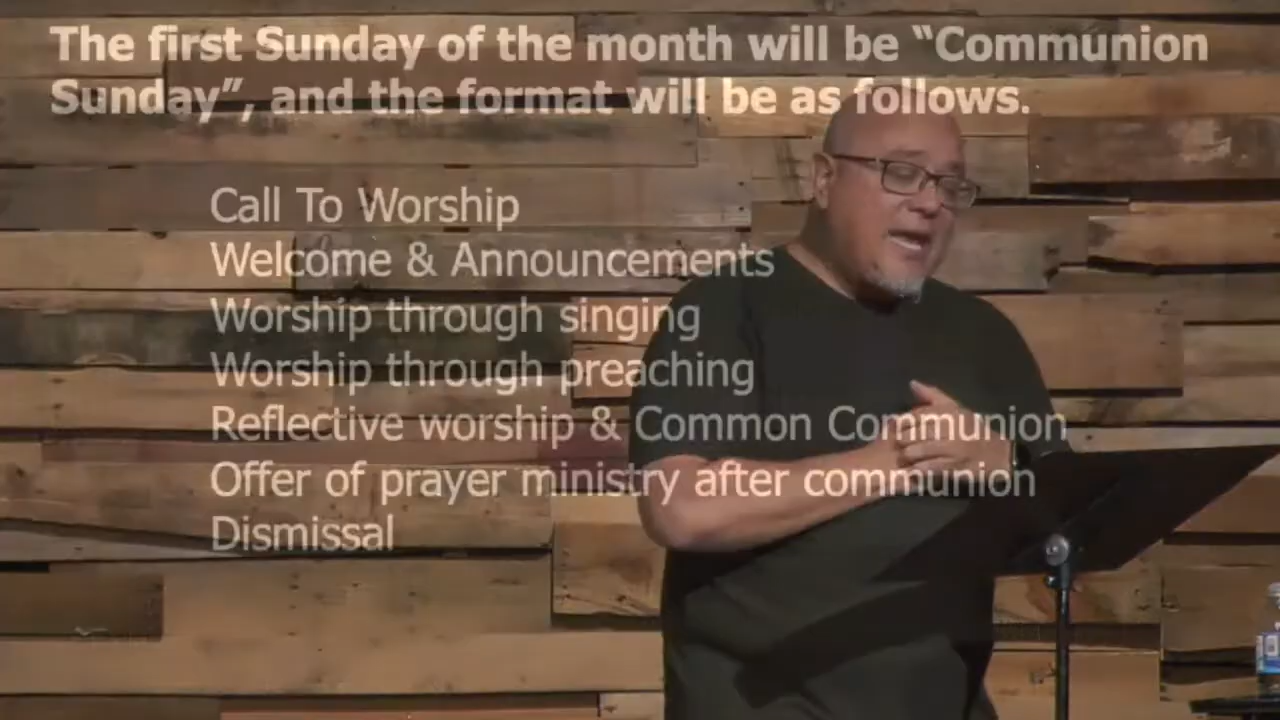 The first Sunday of the month will be “Communion
Sunday”, and the format will be as follows.
Call To Worship
Welcome & Announcements
Worship through singing
Worship through preaching
Reflective worship & Common Communion
Offer of prayer ministry after communion
Dismissal